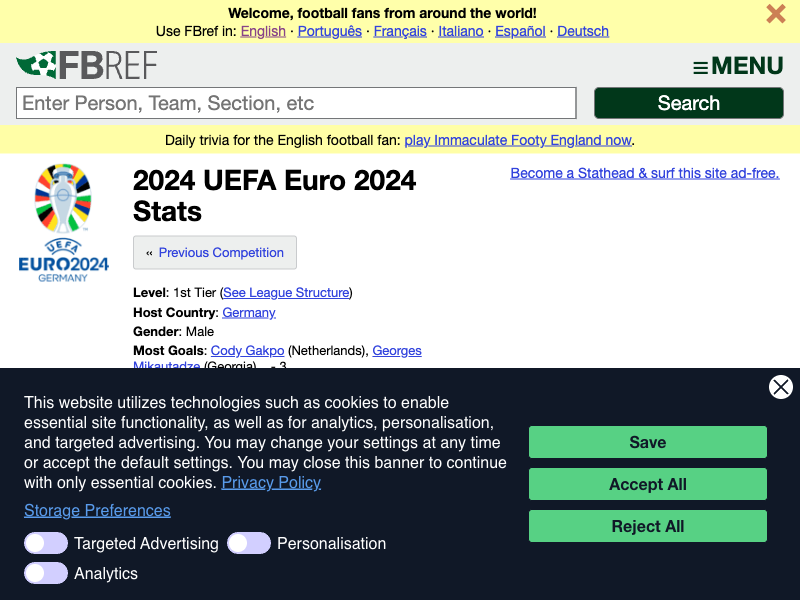 Welcome, football fans from around the world!
Use FBref in: English · Português · Français · Italiano · Español · Deutsch
FBREF
≡MENU
Enter Person, Team, Section, etc
Search
Daily trivia for the English football fan: play Immaculate Footy England now.
UEFA
EURO2024
GERMANY
2024 UEFA Euro 2024
Stats
Become a Stathead & surf this site ad-free.
« Previous Competition
Level: 1st Tier (See League Structure)
Host Country: Germany
Gender: Male
Most Goals: Cody Gakpo (Netherlands), Georges
Mikautadze (Georgia)... - 3
This website utilizes technologies such as cookies to enable
essential site functionality, as well as for analytics, personalisation,
and targeted advertising. You may change your settings at any time
or accept the default settings. You may close this banner to continue
with only essential cookies. Privacy Policy
Storage Preferences
Targeted Advertising
Personalisation
Analytics
Save
Accept All
Reject All